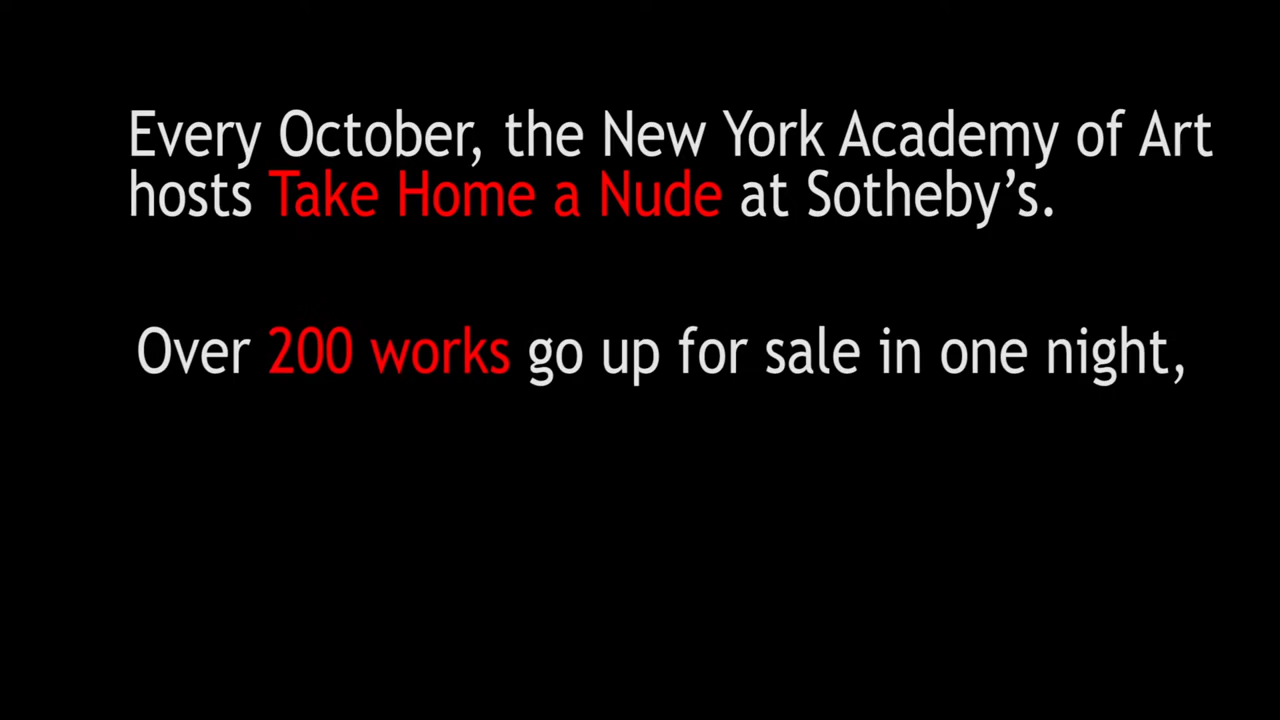 Every October, the New York Academy of Art
hosts Take Home a Nude at Sotheby’s.
Over 200 works go up for sale in one night,